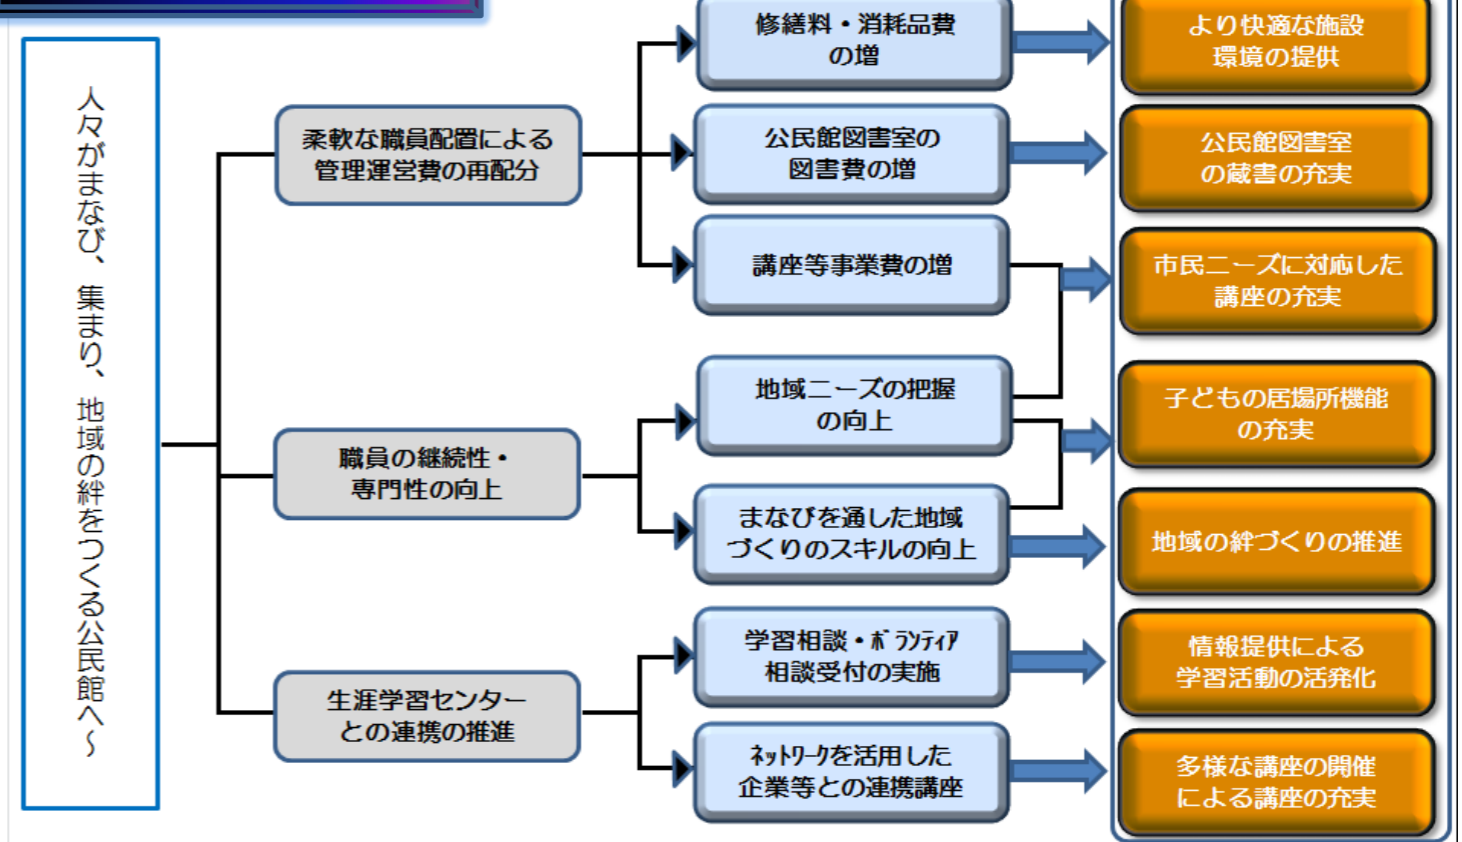 人々がまなび、集まり、地域の絆をつくる公民館へ～
柔軟な職員配置による
管理運営費の再配分
職員の継続性・
専門性の向上
生涯学習センター
との連携の推進
修繕料・消耗品費
の増
公民館図書室の
図書費の増
講座等事業費の増
地域ニーズの把握
の向上
まなびを通した地域
づくりのスキルの向上
学習相談・ﾎﾞﾗﾝﾃｨｱ
相談受付の実施
ﾈｯﾄﾜｰｸを活用した
企業等との連携講座
より快適な施設
環境の提供
公民館図書室
の蔵書の充実
市民ニーズに対応した
講座の充実
子どもの居場所機能
の充実
地域の絆づくりの推進
情報提供による
学習活動の活発化
多様な講座の開催
による講座の充実